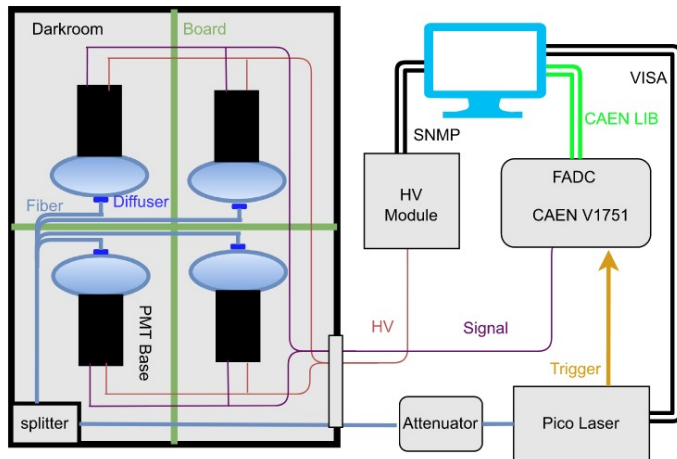 Darkroom
Board
VISA
CAEN LIB
SNMP
Fiber
Diffuser
HV
Module
FADC
CAEN V1751
PMT Base
HV
Signal
Trigger
splitter
Attenuator
Pico Laser